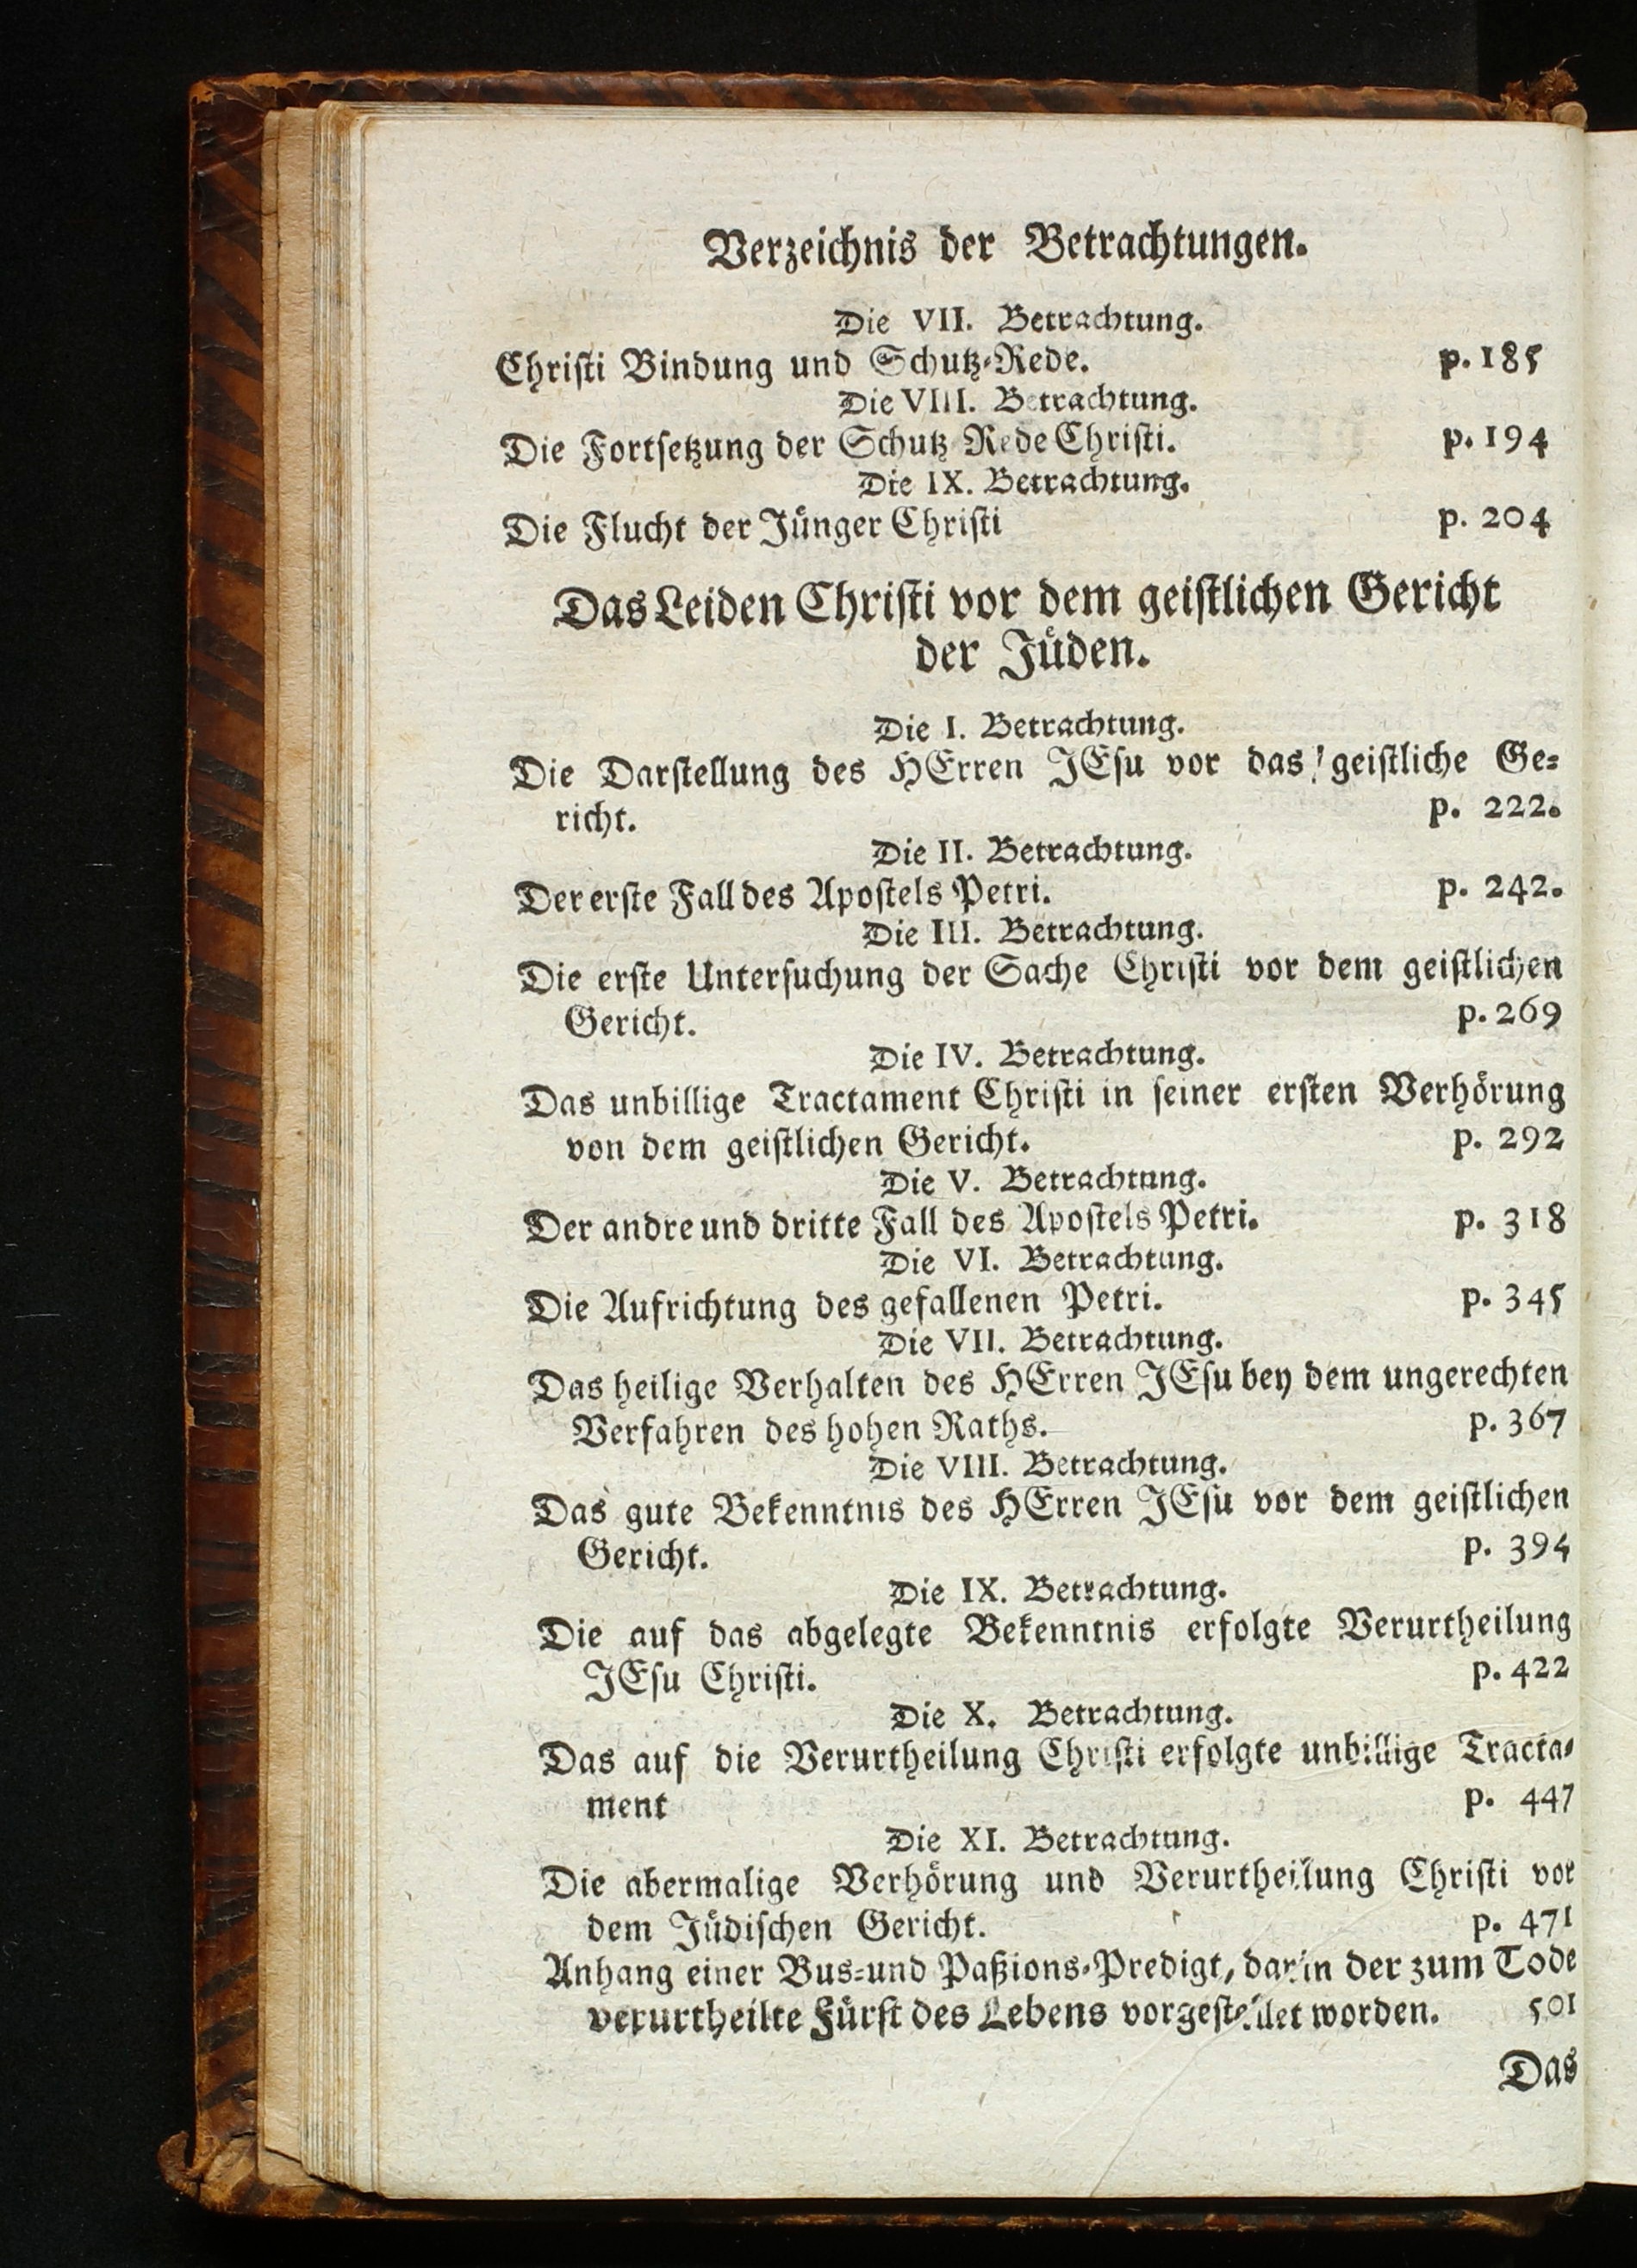 Verzeichnis der Betrachtungen.
Die VII. Betrachtung.
Christi Bindung und Schutz-Rede. p. 185
Die VIII. Betrachtung.
Die Fortsetzung der Schutz Rede Christi. p. 194
Die IX. Betrachtung.
Die Flucht der Jünger Christi p. 204
Das Leiden Christi vor dem geistlichen Gericht
der Jüden.
Die I. Betrachtung.
Die Darstellung des HErren JEsu vor das geistliche Ge-
richt. p. 222.
Die II. Betrachtung.
Der erste Fall des Apostels Petri. p. 242.
Die III. Betrachtung.
Die erste Untersuchung der Sache Christi vor dem geistlichen
Gericht. p. 269
Die IV. Betrachtung.
Das unbillige Tractament Christi in seiner ersten Verhörung
von dem geistlichen Gericht. p. 292
Die V. Betrachtung.
Der andre und dritte Fall des Apostels Petri. p. 318
Die VI. Betrachtung.
Die Aufrichtung des gefallenen Petri. p. 345
Die VII. Betrachtung.
Das heilige Verhalten des HErren JEsu bey dem ungerechten
Verfahren des hohen Raths. p. 367
Die VIII. Betrachtung.
Das gute Bekenntnis des HErren JEsu vor dem geistlichen
Gericht. p. 394
Die IX. Betrachtung.
Die auf das abgelegte Bekenntnis erfolgte Verurtheilung
JEsu Christi. p. 422
Die X. Betrachtung.
Das auf die Verurtheilung Christi erfolgte unbillige Tracta-
ment p. 447
Die XI. Betrachtung.
Die abermalige Verhörung und Verurtheilung Christi vor
dem Jüdischen Gericht. p. 471
Anhang einer Bus-und Paßions-Predigt, darin der zum Tode
verurtheilte Fürst des Lebens vorgestellet worden. 501
Das